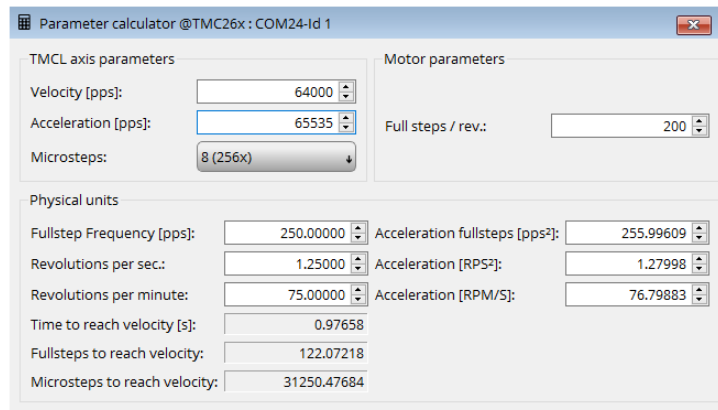 Parameter calculator @TMC26x : COM24-Id 1
TMCL axis parameters
Velocity [pps]: 64000
Acceleration [pps]: 65535
Microsteps: 8 (256x)
Motor parameters
Full steps / rev.: 200
Physical units
Fullstep Frequency [pps]: 250.00000 Acceleration fullsteps [pps²]: 255.99609
Revolutions per sec.: 1.25000 Acceleration [RPS²]: 1.27998
Revolutions per minute: 75.00000 Acceleration [RPM/S]: 76.79883
Time to reach velocity [s]: 0.97658
Fullsteps to reach velocity: 122.07218
Microsteps to reach velocity: 31250.47684